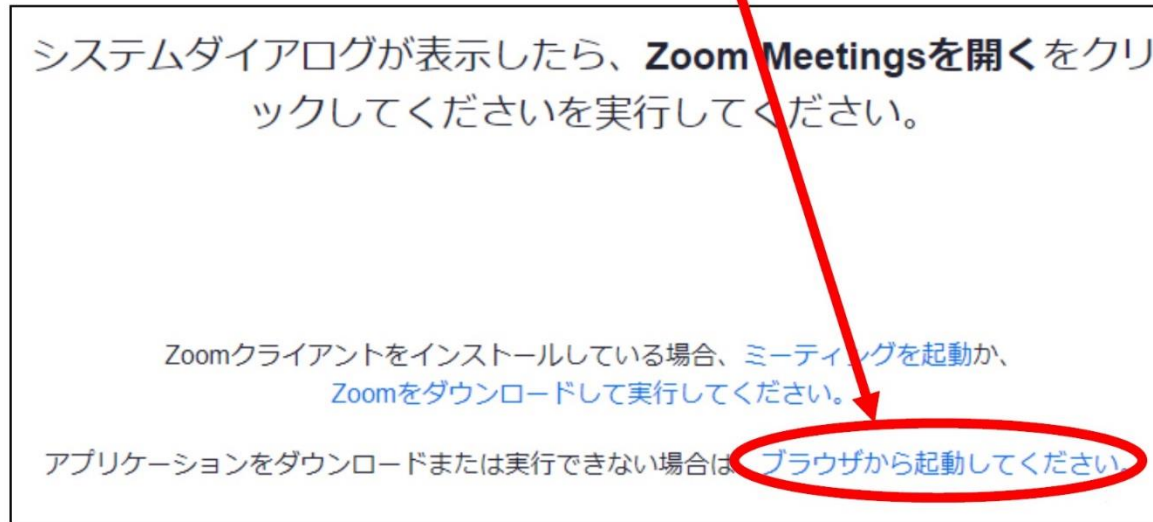 システムダイアログが表示したら、Zoom Meetingsを開くをクリ
ックしてくださいを実行してください。
Zoomクライアントをインストールしている場合、ミーティングを起動か、
Zoomをダウンロードして実行してください。
アプリケーションをダウンロードまたは実行できない場合は、ブラウザから起動してください。